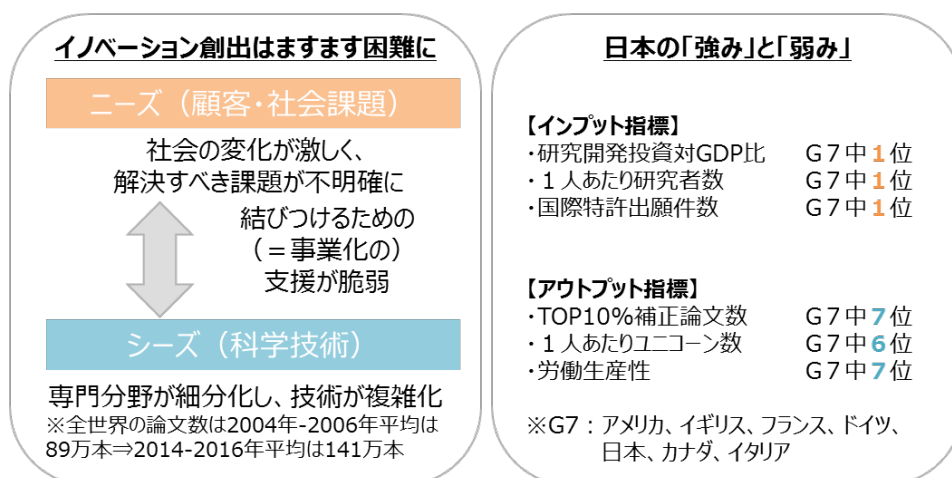 イノベーション創出はますます困難に
ニーズ（顧客・社会課題）
社会の変化が激しく、
解決すべき課題が不明確に
結びつけるための
（＝事業化の）
支援が脆弱
シーズ（科学技術）
専門分野が細分化し、技術が複雑化
※全世界の論文数は2004年-2006年平均は
89万本⇒2014-2016年平均は141万本
日本の「強み」と「弱み」
【インプット指標】
・研究開発投資対GDP比 G７中１位
・１人あたり研究者数 G７中１位
・国際特許出願件数 G７中１位
【アウトプット指標】
・TOP10%補正論文数 G７中７位
・１人あたりユニコーン数 G７中６位
・労働生産性 G７中７位
※G7：アメリカ、イギリス、フランス、ドイツ、
日本、カナダ、イタリア